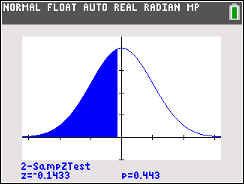 NORMAL FLOAT AUTO REAL RADIAN MP
2-SampZTest
z=-0.1433 p=0.443